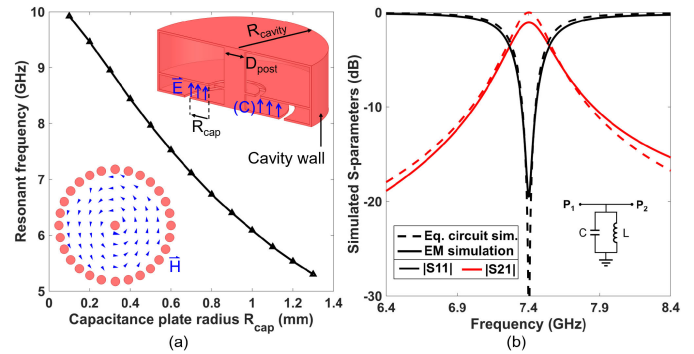 Resonant frequency (GHz)
10
9
8
7
6
5
0
0.2
0.4
0.6
0.8
1
1.2
1.4
Capacitance plate radius R_cap (mm)
R_cavity
D_post
E
(C)
R_cap
Cavity wall
H
(a)
Simulated S-parameters (dB)
0
-10
-20
-30
6.4
6.9
7.4
7.9
8.4
Frequency (GHz)
P_1
P_2
C
L
Eq. circuit sim.
EM simulation
|S11| |S21|
(b)